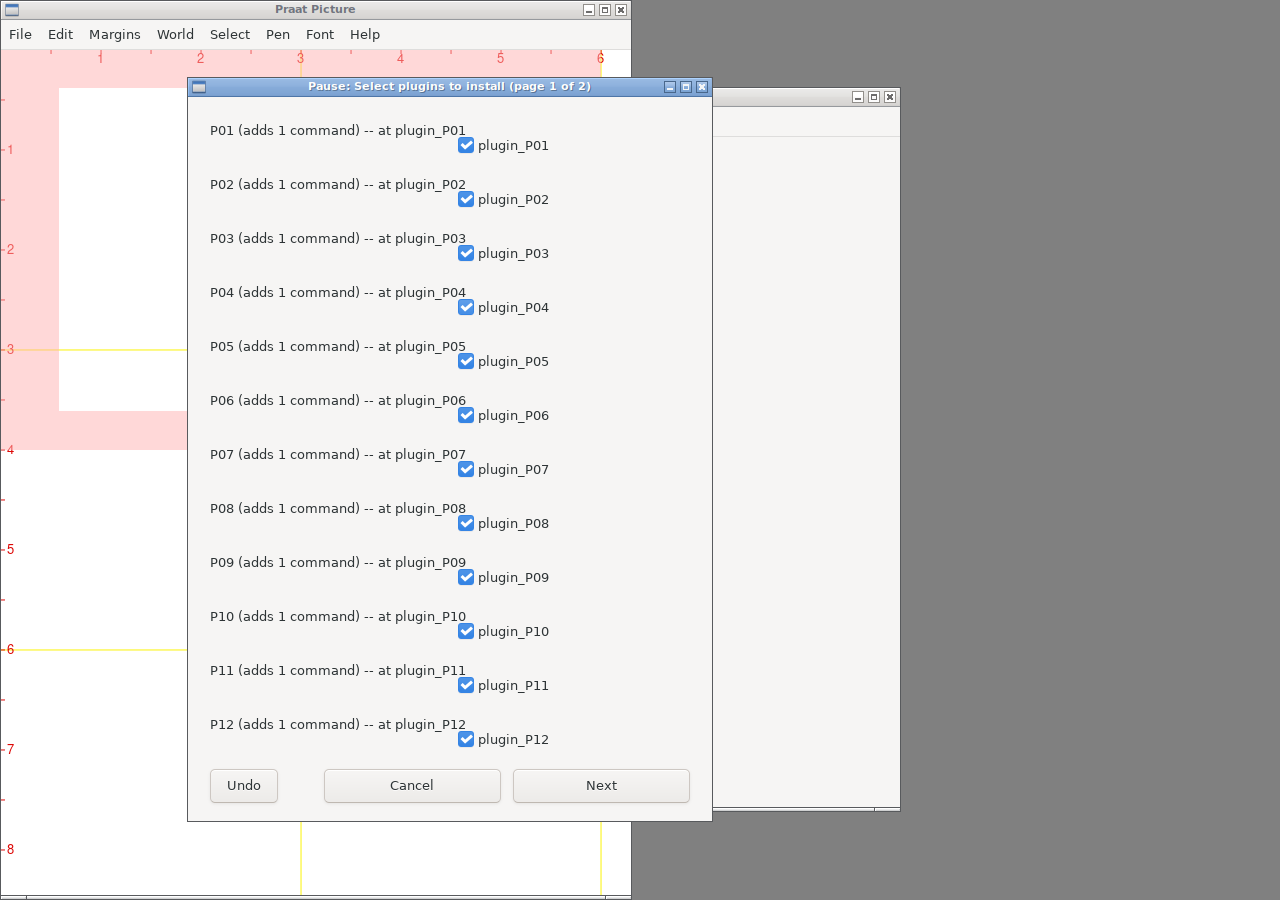 Praat Picture
File Edit Margins World Select Pen Font Help
1 2 3 4 5 6
Pause: Select plugins to install (page 1 of 2)
P01 (adds 1 command) -- at plugin_P01
plugin_P01
1
P02 (adds 1 command) -- at plugin_P02
plugin_P02
P03 (adds 1 command) -- at plugin_P03
2
plugin_P03
P04 (adds 1 command) -- at plugin_P04
plugin_P04
P05 (adds 1 command) -- at plugin_P05
3
plugin_P05
P06 (adds 1 command) -- at plugin_P06
plugin_P06
4
P07 (adds 1 command) -- at plugin_P07
plugin_P07
P08 (adds 1 command) -- at plugin_P08
plugin_P08
5
P09 (adds 1 command) -- at plugin_P09
plugin_P09
P10 (adds 1 command) -- at plugin_P10
plugin_P10
6
P11 (adds 1 command) -- at plugin_P11
plugin_P11
P12 (adds 1 command) -- at plugin_P12
plugin_P12
7
Undo Cancel Next
8